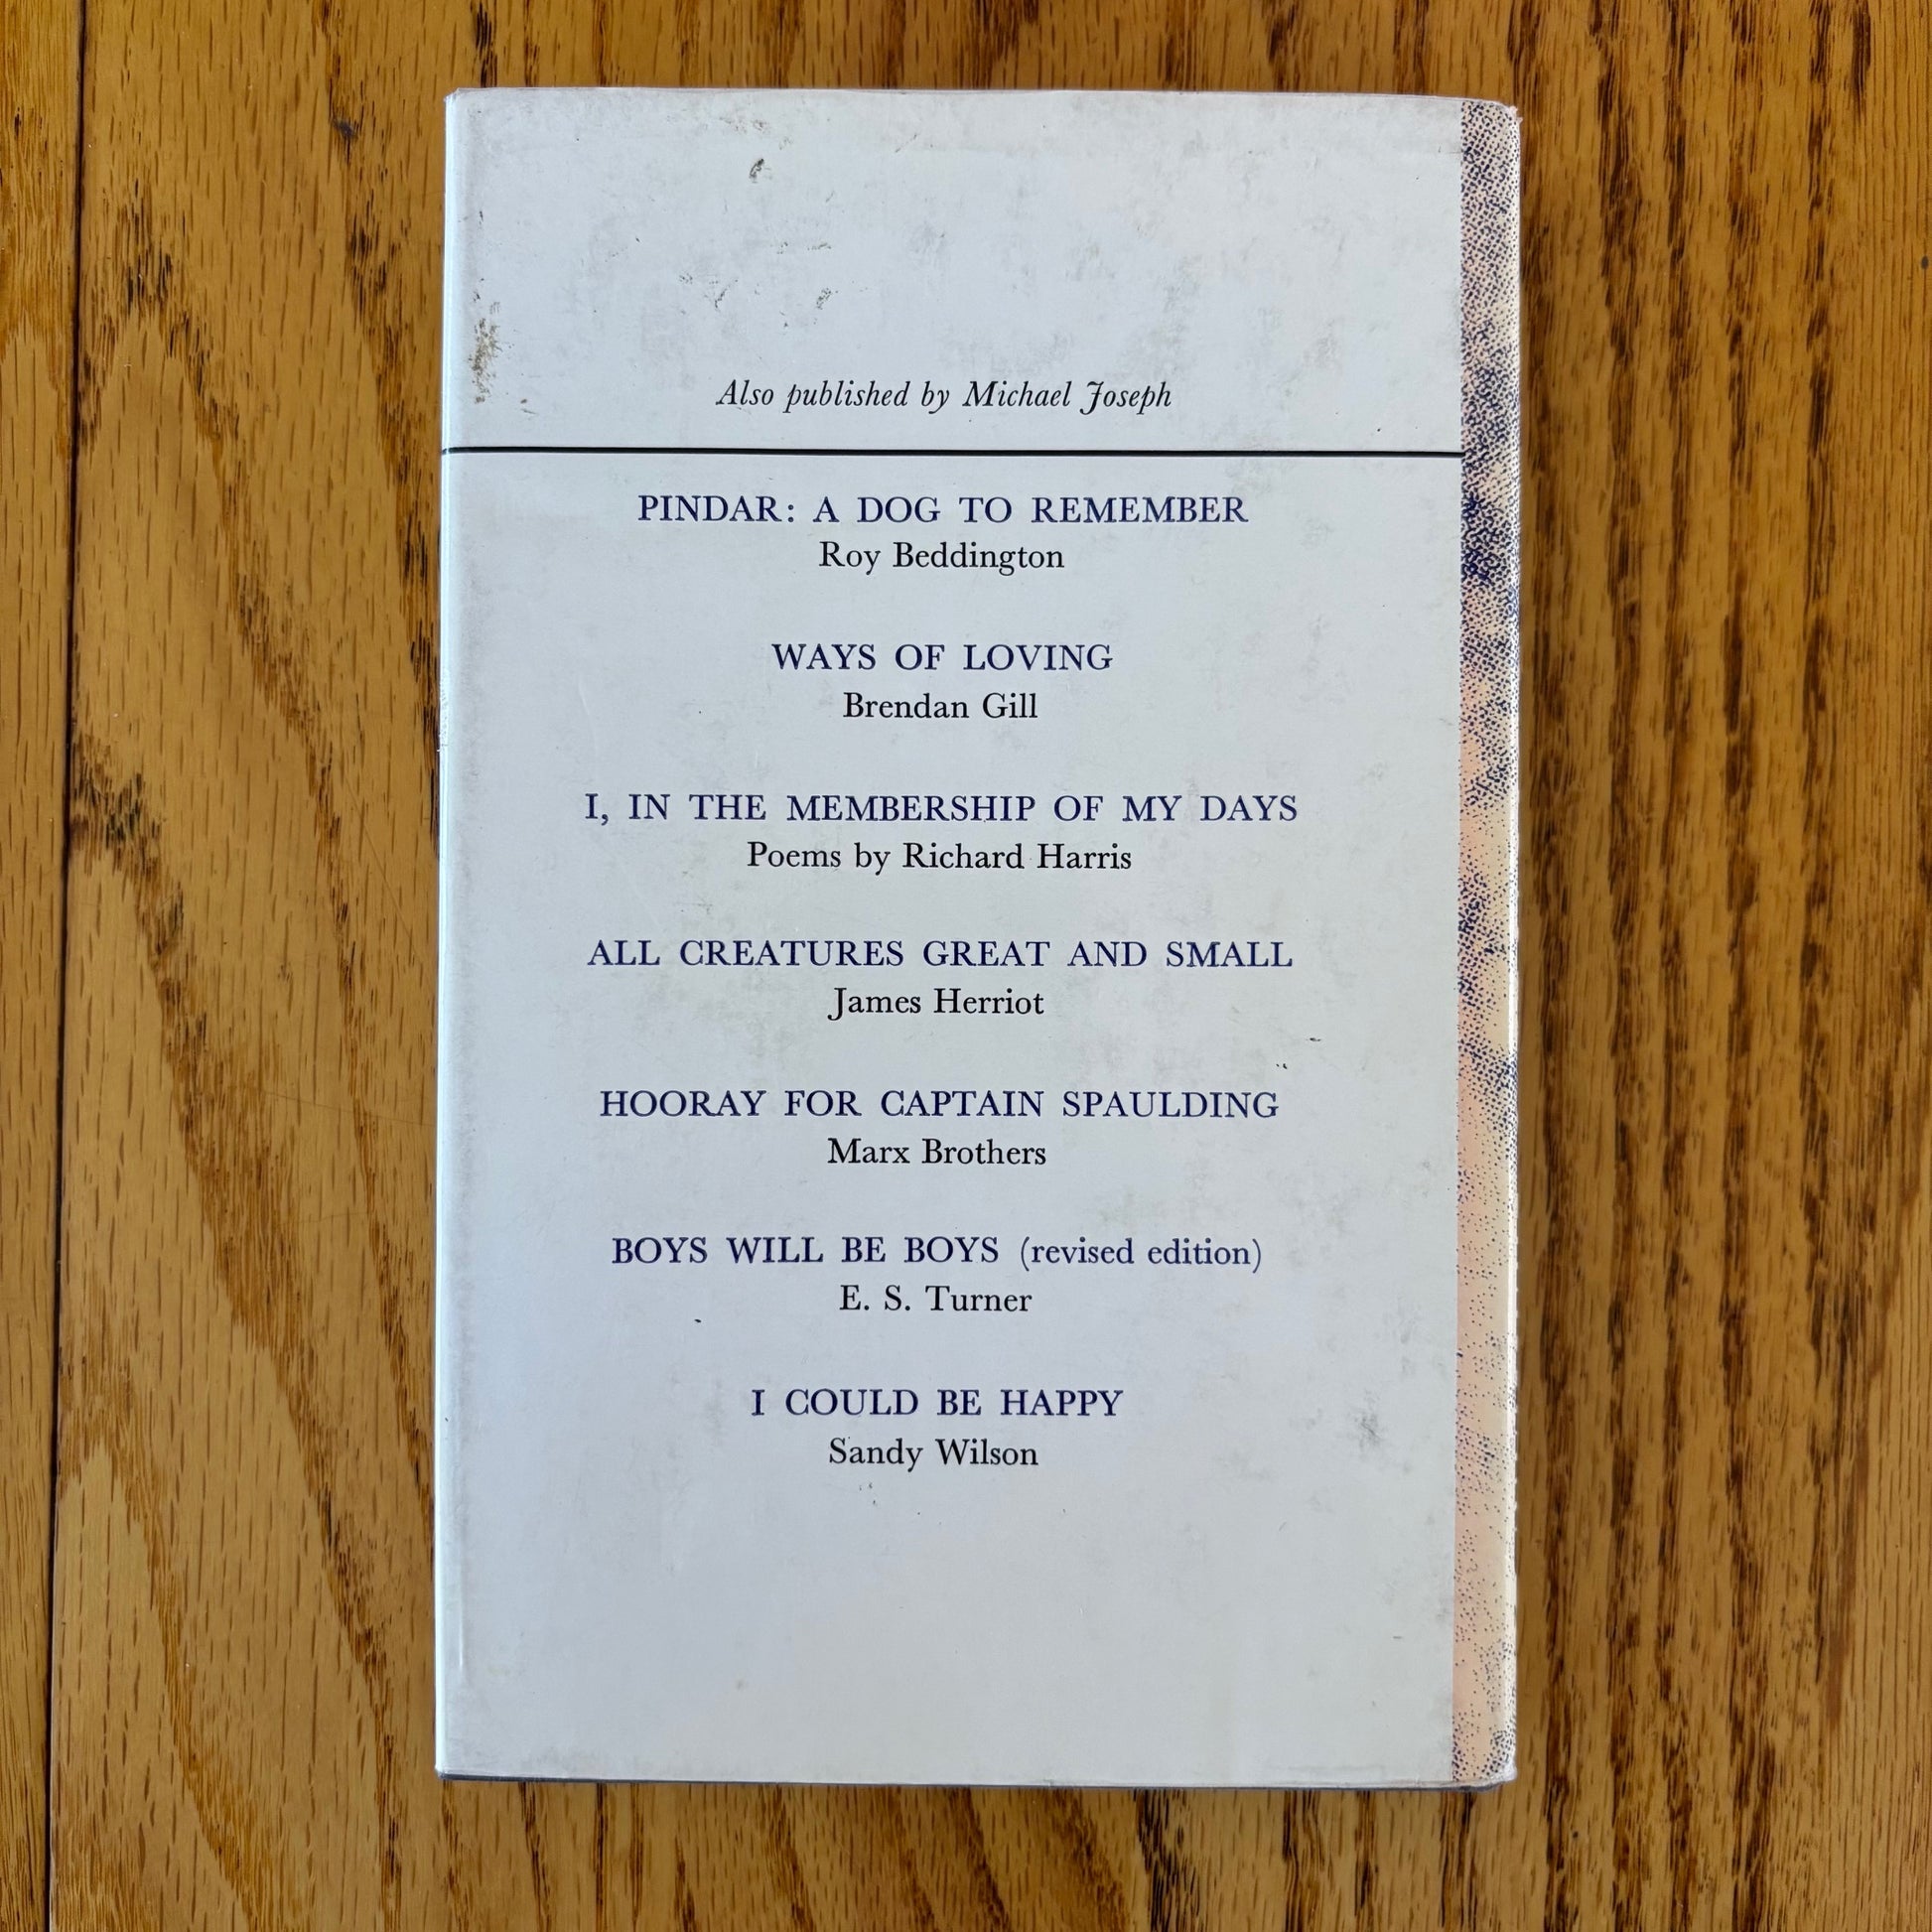 Also published by Michael Joseph
PINDAR: A DOG TO REMEMBER
Roy Beddington
WAYS OF LOVING
Brendan Gill
I, IN THE MEMBERSHIP OF MY DAYS
Poems by Richard Harris
ALL CREATURES GREAT AND SMALL
James Herriot
HOORAY FOR CAPTAIN SPAULDING
Marx Brothers
BOYS WILL BE BOYS (revised edition)
E. S. Turner
I COULD BE HAPPY
Sandy Wilson